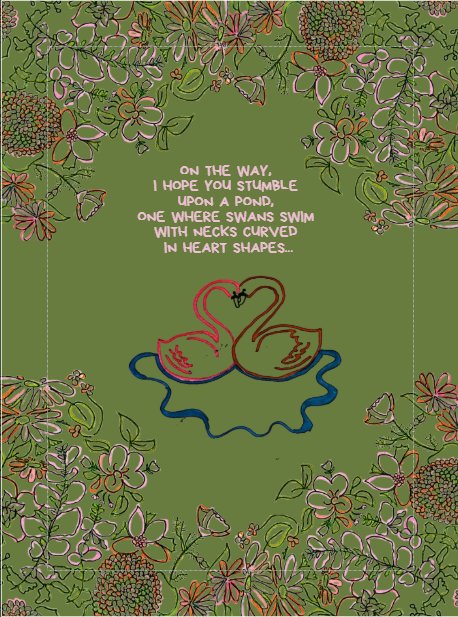 ON THE WAY,
I HOPE YOU STUMBLE
UPON A POND,
ONE WHERE SWANS SWIM
WITH NECKS CURVED
IN HEART SHAPES...